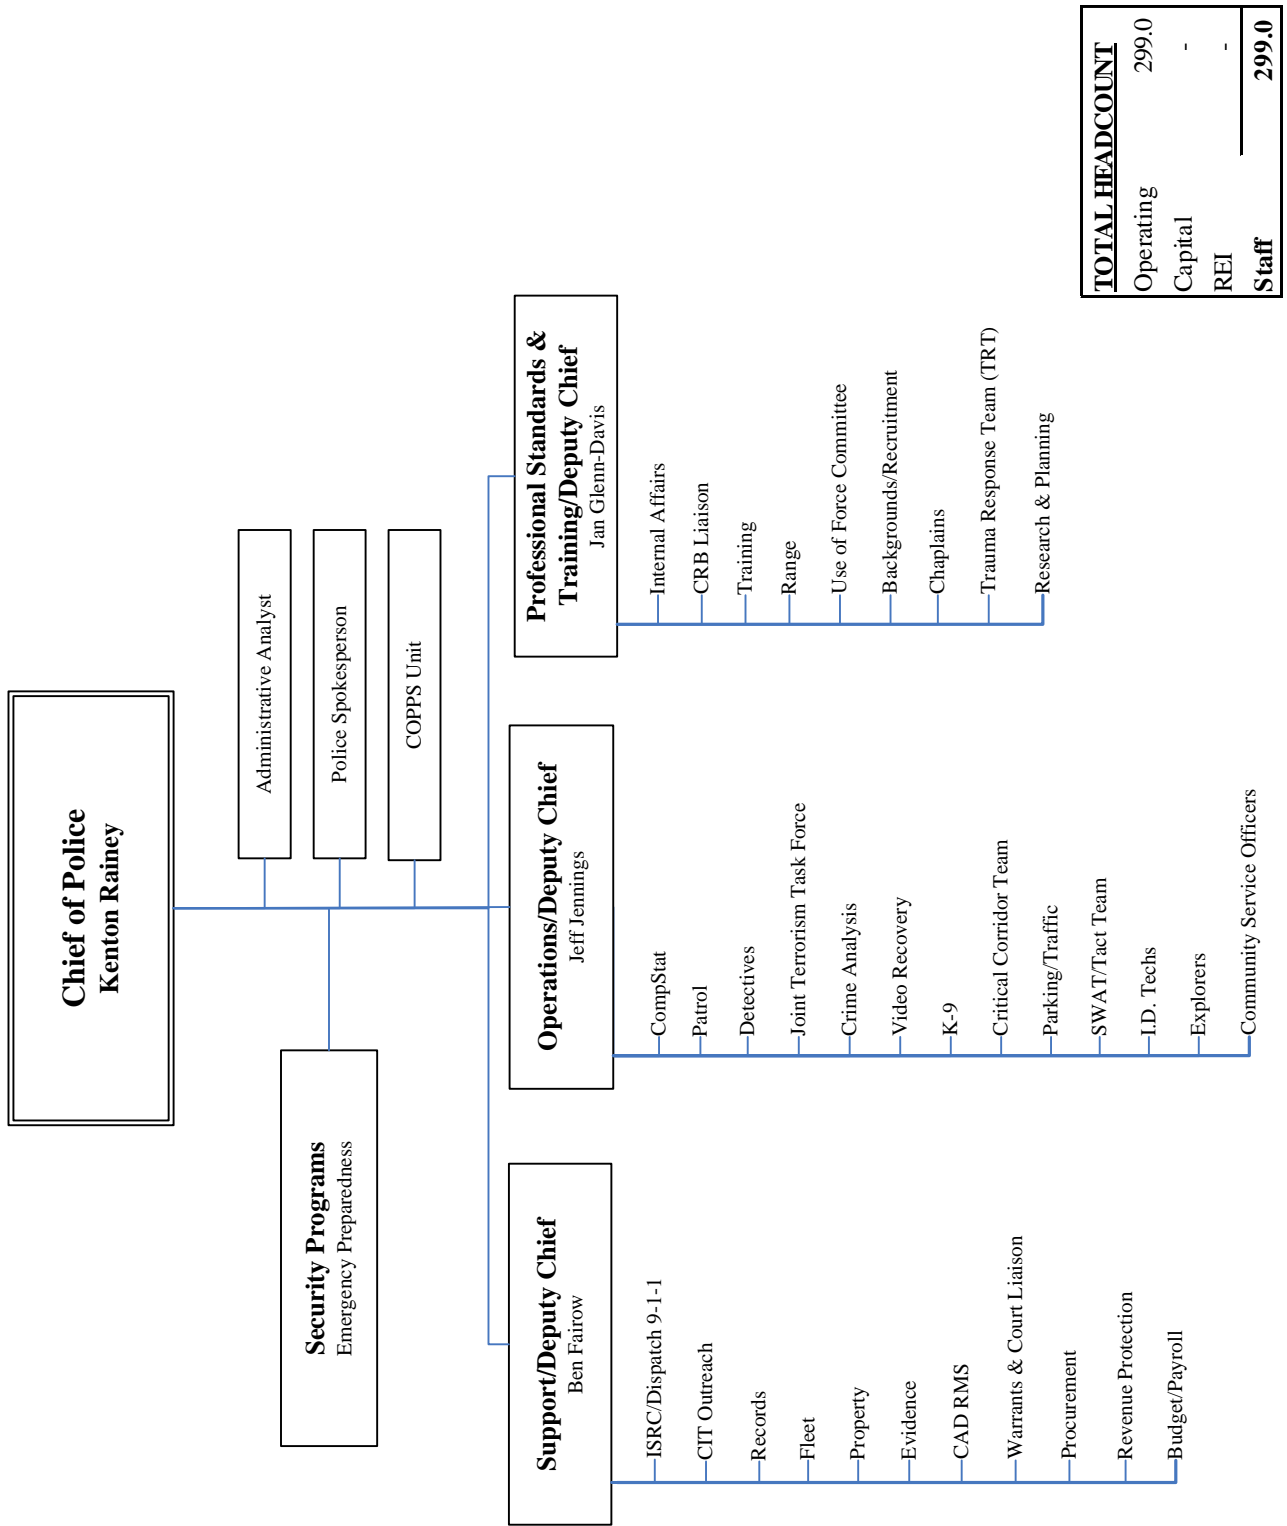 Chief of Police
Kenton Rainey
Administrative Analyst
Police Spokesperson
COPPS Unit
Security Programs
Emergency Preparedness
Support/Deputy Chief
Ben Fairow
ISRC/Dispatch 9-1-1
CIT Outreach
Records
Fleet
Property
Evidence
CAD RMS
Warrants & Court Liaison
Procurement
Revenue Protection
Budget/Payroll
Operations/Deputy Chief
Jeff Jennings
CompStat
Patrol
Detectives
Joint Terrorism Task Force
Crime Analysis
Video Recovery
K-9
Critical Corridor Team
Parking/Traffic
SWAT/Tact Team
I.D. Techs
Explorers
Community Service Officers
Professional Standards &
Training/Deputy Chief
Jan Glenn-Davis
Internal Affairs
CRB Liaison
Training
Range
Use of Force Committee
Backgrounds/Recruitment
Chaplains
Trauma Response Team (TRT)
Research & Planning
TOTAL HEADCOUNT
Operating 299.0
Capital -
REI -
Staff 299.0